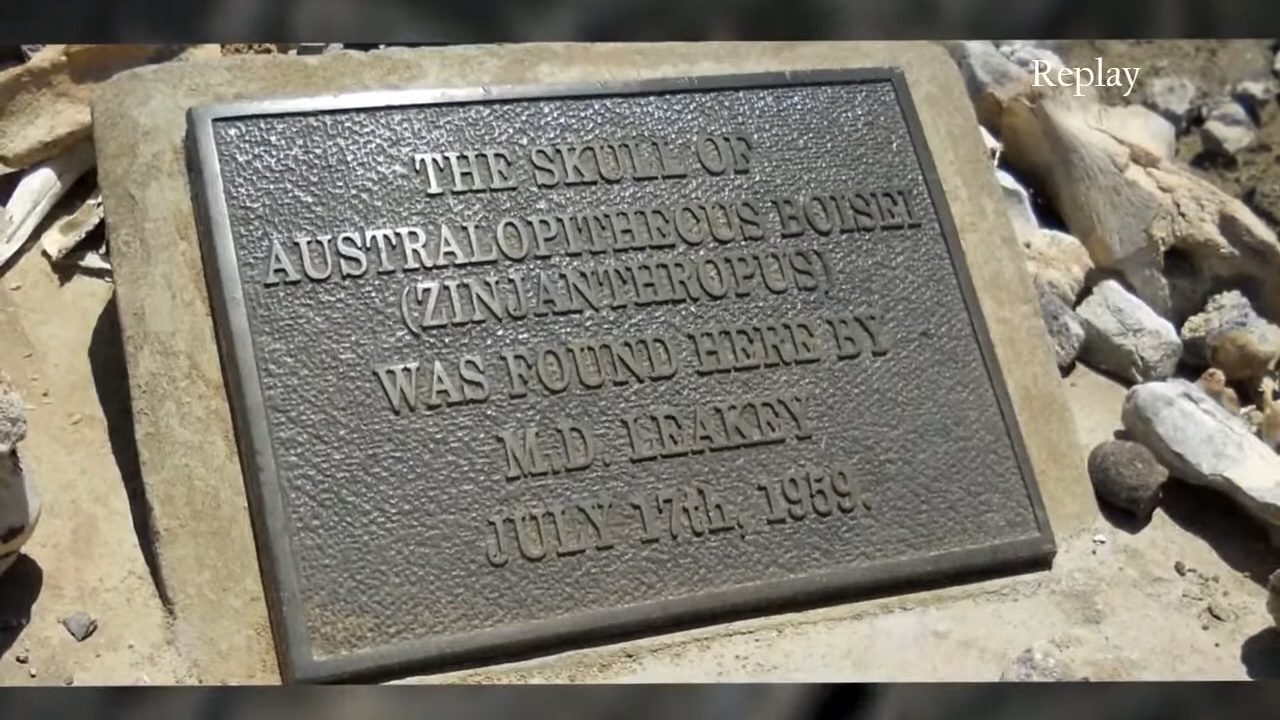 Replay
THE SKULL OF
AUSTRALOPITHECUS BOISEI
(ZINJANTHROPUS)
WAS FOUND HERE BY
M.D. LEAKEY
JULY 17th, 1959.